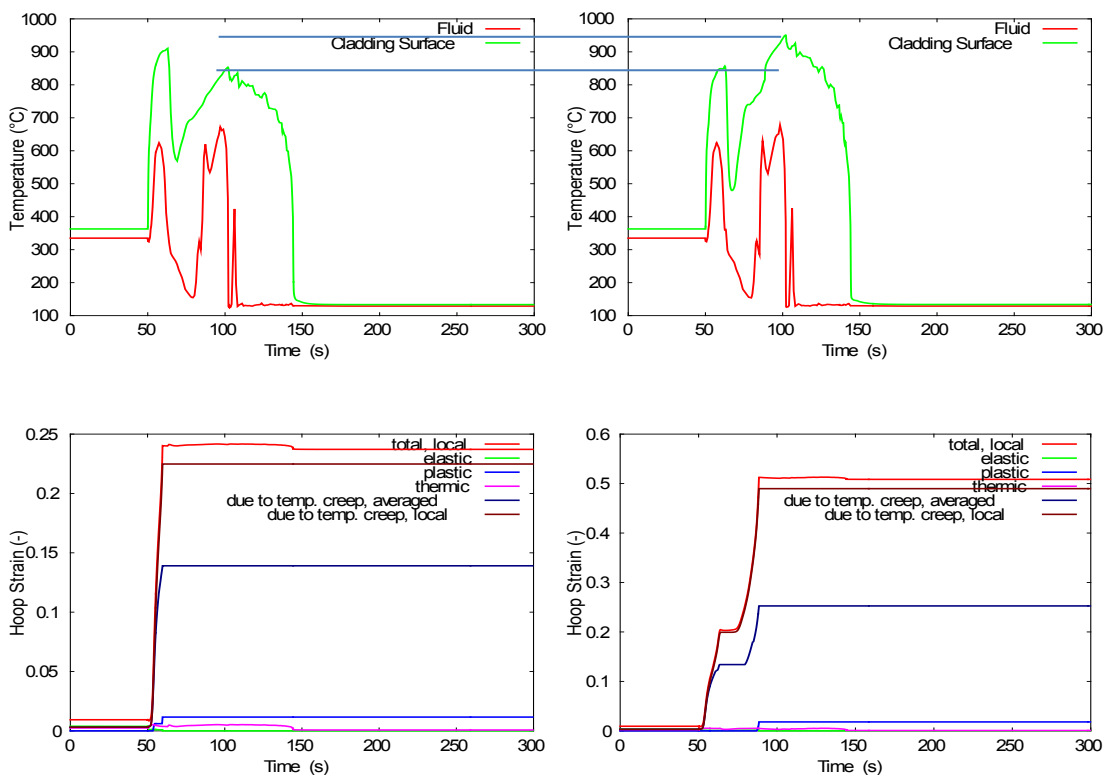 1000
900
800
700
600
500
400
300
200
100
0
50
100
150
200
250
300
Temperature (°C)
Time (s)
Fluid
Cladding Surface
1000
900
800
700
600
500
400
300
200
100
0
50
100
150
200
250
300
Temperature (°C)
Time (s)
Fluid
Cladding Surface
0.25
0.2
0.15
0.1
0.05
0
0
50
100
150
200
250
300
Hoop Strain (-)
Time (s)
total, local
elastic
plastic
thermic
due to temp. creep, averaged
due to temp. creep, local
0.6
0.5
0.4
0.3
0.2
0.1
0
0
50
100
150
200
250
300
Hoop Strain (-)
Time (s)
total, local
elastic
plastic
thermic
due to temp. creep, averaged
due to temp. creep, local